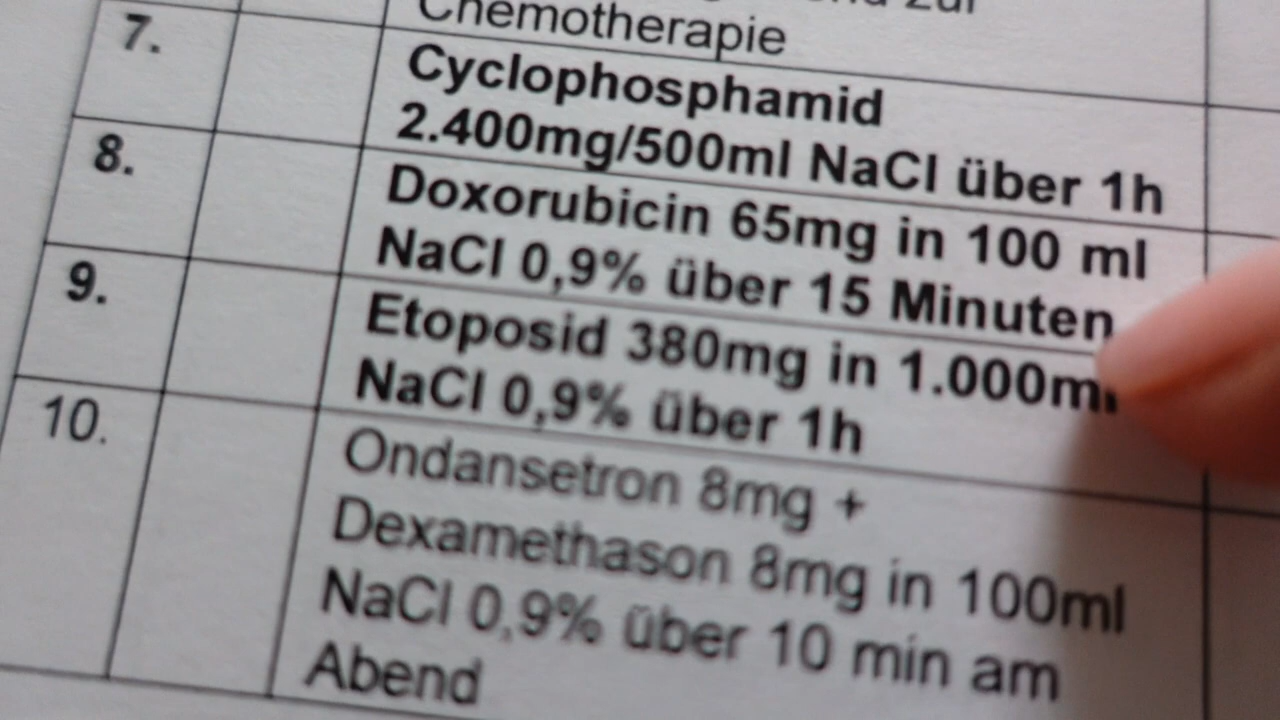 zur
Chemotherapie
7.
Cyclophosphamid
2.400mg/500ml NaCl über 1h
8.
Doxorubicin 65mg in 100 ml
NaCl 0,9% über 15 Minuten
9.
Etoposid 380mg in 1.000ml
NaCl 0,9% über 1h
10.
Ondansetron 8mg +
Dexamethason 8mg in 100ml
NaCl 0,9% über 10 min am
Abend